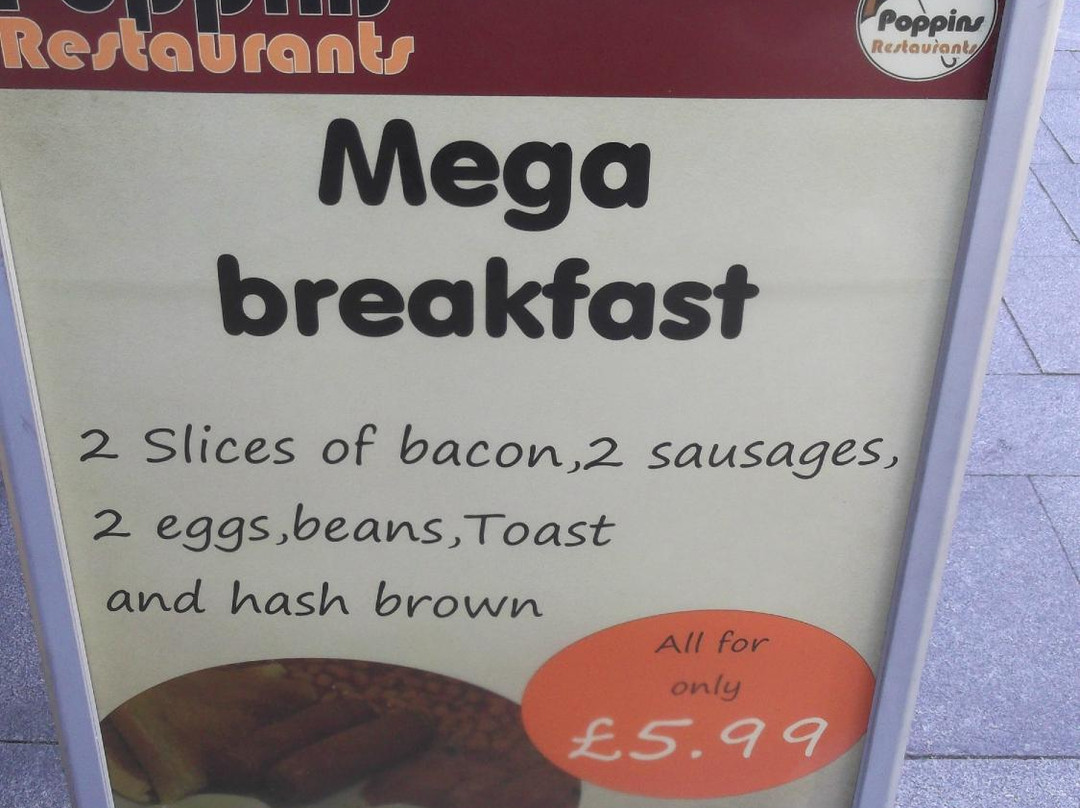 Poppins
Restaurants
Poppins
Restaurants
Mega
breakfast
2 Slices of bacon,2 sausages,
2 eggs,beans,Toast
and hash brown
All for
only
£5.99